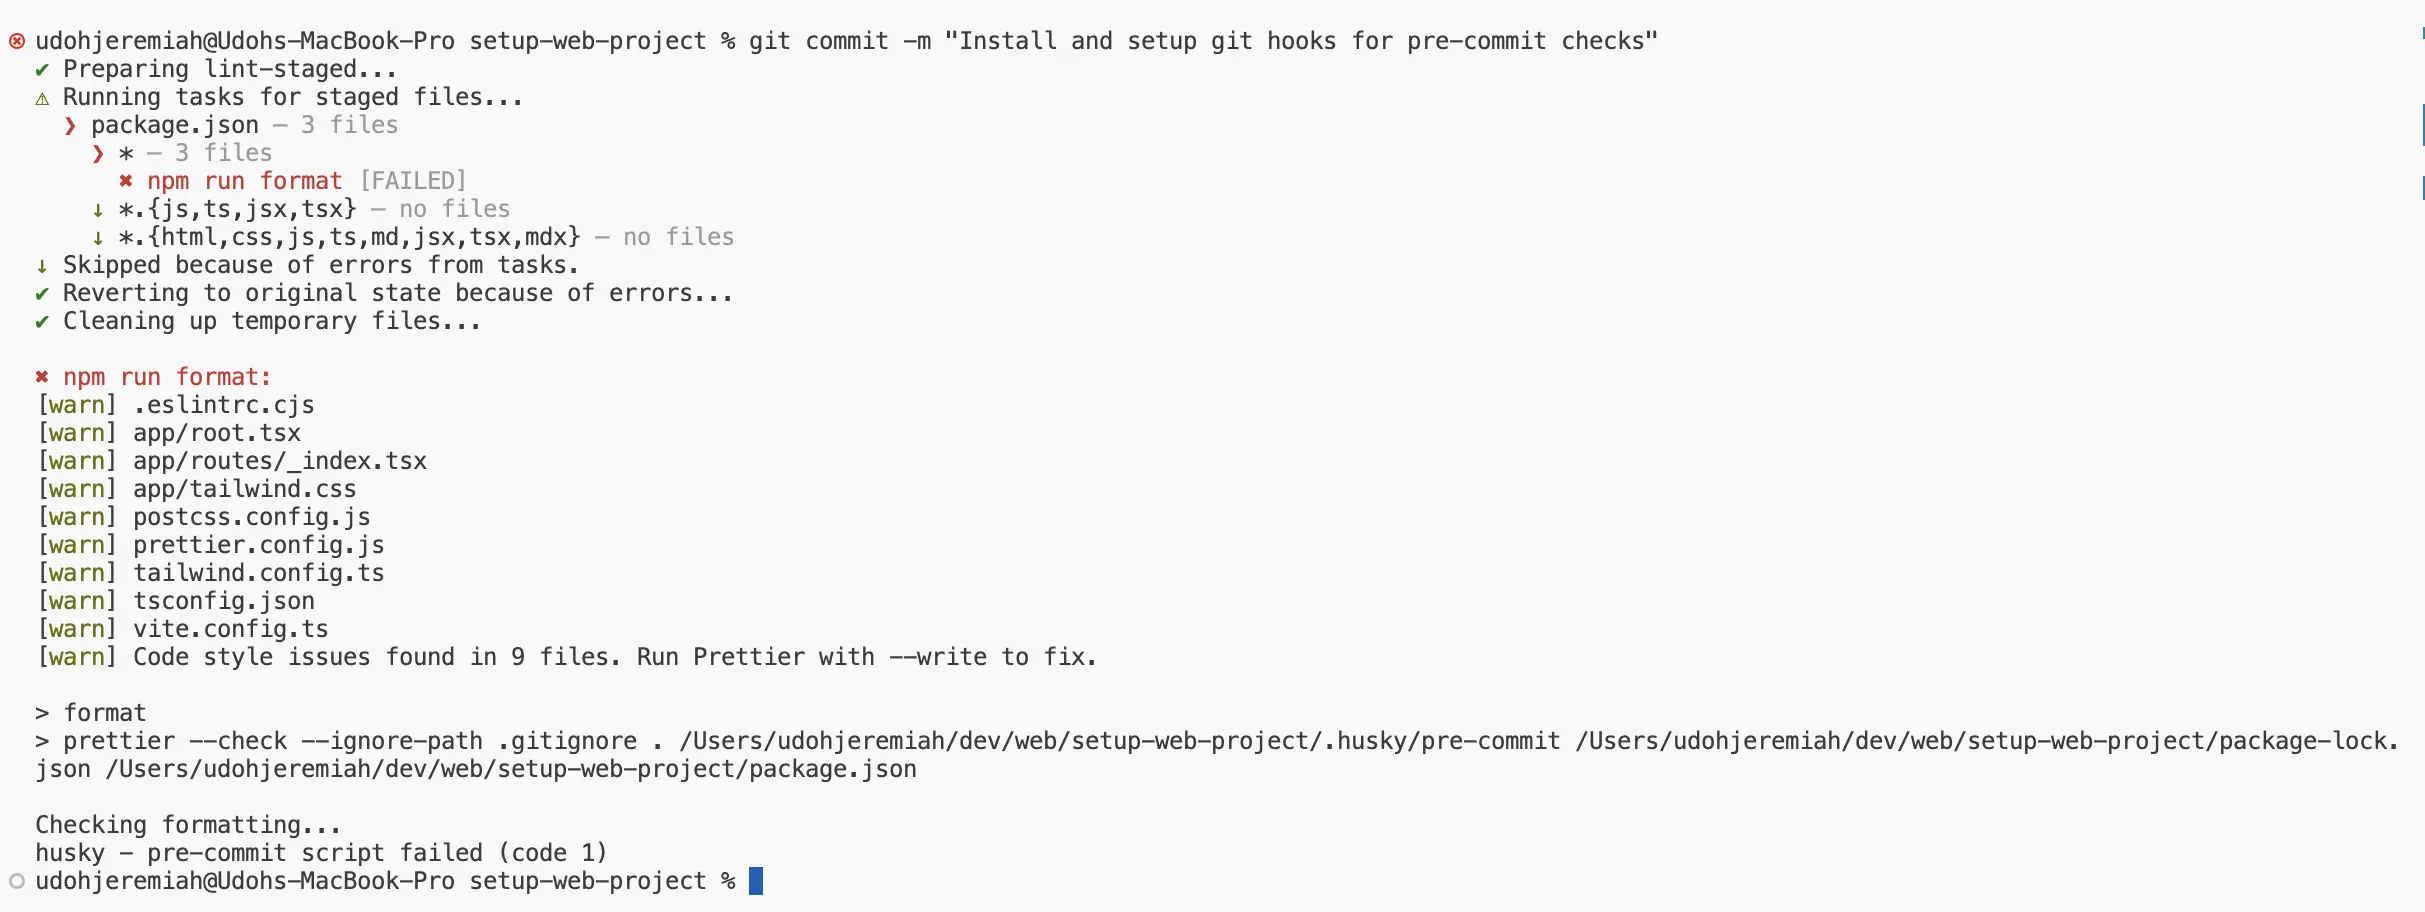 udohjeremiah@Udohs-MacBook-Pro setup-web-project % git commit -m "Install and setup git hooks for pre-commit checks"
✔ Preparing lint-staged...
⚠ Running tasks for staged files...
❯ package.json — 3 files
❯ * — 3 files
✖ npm run format [FAILED]
↓ *.{js,ts,jsx,tsx} — no files
↓ *.{html,css,js,ts,md,jsx,tsx,mdx} — no files
↓ Skipped because of errors from tasks.
✔ Reverting to original state because of errors...
✔ Cleaning up temporary files...
✖ npm run format:
[warn] .eslintrc.cjs
[warn] app/root.tsx
[warn] app/routes/_index.tsx
[warn] app/tailwind.css
[warn] postcss.config.js
[warn] prettier.config.js
[warn] tailwind.config.ts
[warn] tsconfig.json
[warn] vite.config.ts
[warn] Code style issues found in 9 files. Run Prettier with --write to fix.
> format
> prettier --check --ignore-path .gitignore . /Users/udohjeremiah/dev/web/setup-web-project/.husky/pre-commit /Users/udohjeremiah/dev/web/setup-web-project/package-lock.
json /Users/udohjeremiah/dev/web/setup-web-project/package.json
Checking formatting...
husky - pre-commit script failed (code 1)
udohjeremiah@Udohs-MacBook-Pro setup-web-project %